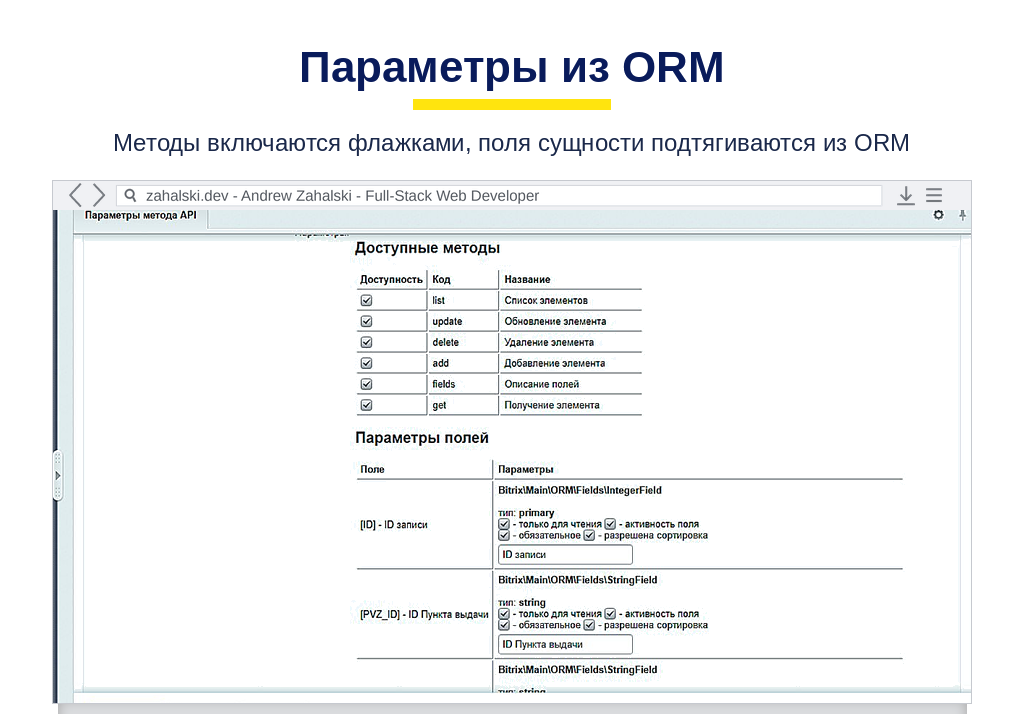 Параметры из ORM
Методы включаются флажками, поля сущности подтягиваются из ORM
zahalski.dev - Andrew Zahalski - Full-Stack Web Developer
Параметры метода API
Доступные методы
Доступность Код Название
list Список элементов
update Обновление элемента
delete Удаление элемента
add Добавление элемента
fields Описание полей
get Получение элемента
Параметры полей
Поле Параметры
Bitrix\Main\ORM\Fields\IntegerField
тип: primary
[ID] - ID записи
- только для чтения - активность поля
- обязательное - разрешена сортировка
ID записи
Bitrix\Main\ORM\Fields\StringField
тип: string
[PVZ_ID] - ID Пункта выдачи
- только для чтения - активность поля
- обязательное - разрешена сортировка
ID Пункта выдачи
Bitrix\Main\ORM\Fields\StringField
тип: string